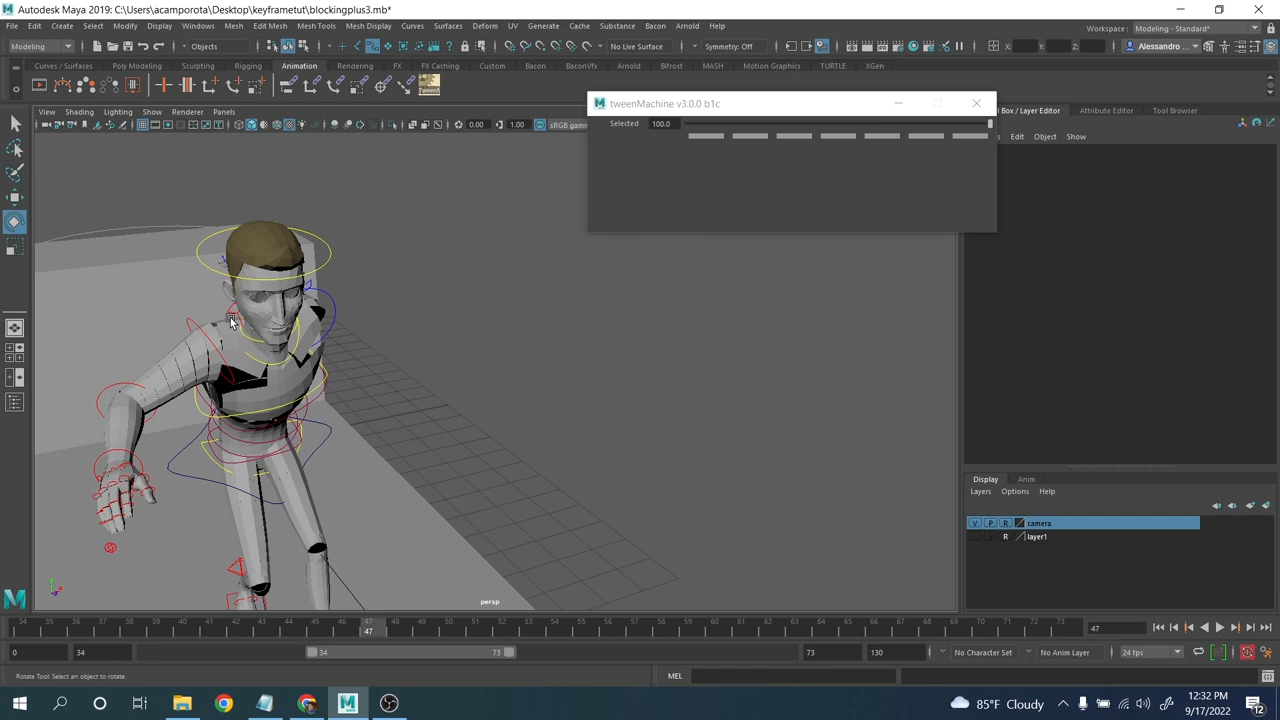 Autodesk Maya 2019: C:\Users\acamporota\Desktop\keyframetut\blockingplus3.mb*
File Edit Create Select Modify Display Windows Mesh Edit Mesh Mesh Tools Mesh Display Curves Surfaces Deform UV Generate Cache Substance Bacon Arnold Help
Workspace : Modeling - Standard*
Modeling Objects No Live Surface Symmetry: Off X: Y: Z: Alessandro ...
Curves / Surfaces Poly Modeling Sculpting Rigging Animation Rendering FX FX Caching Custom Bacon BaconVfx Arnold Bifrost MASH Motion Graphics TURTLE XGen
View Shading Lighting Show Renderer Panels
0.00 1.00 sRGB gamm
tweenMachine v3.0.0 b1c
Selected 100.0
Box / Layer Editor Attribute Editor Tool Browser
s Edit Object Show
Display Anim
Layers Options Help
V P R camera
R layer1
persp
34 35 36 37 38 39 40 41 42 43 44 45 46 47 48 49 50 51 52 53 54 55 56 57 58 59 60 61 62 63 64 65 66 67 68 69 70 71 72 73
47
47
0 34 34 73 73 130 No Character Set No Anim Layer 24 fps
Rotate Tool: Select an object to rotate.
MEL
85°F Cloudy
12:32 PM
9/17/2022
12